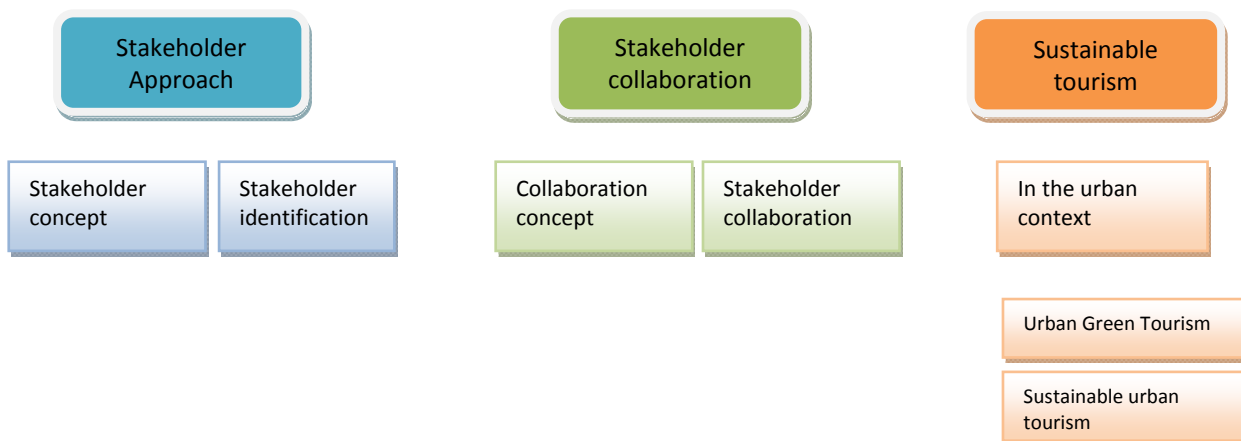 Stakeholder
Approach
Stakeholder
collaboration
Sustainable
tourism
Stakeholder
concept
Stakeholder
identification
Collaboration
concept
Stakeholder
collaboration
In the urban
context
Urban Green Tourism
Sustainable urban
tourism